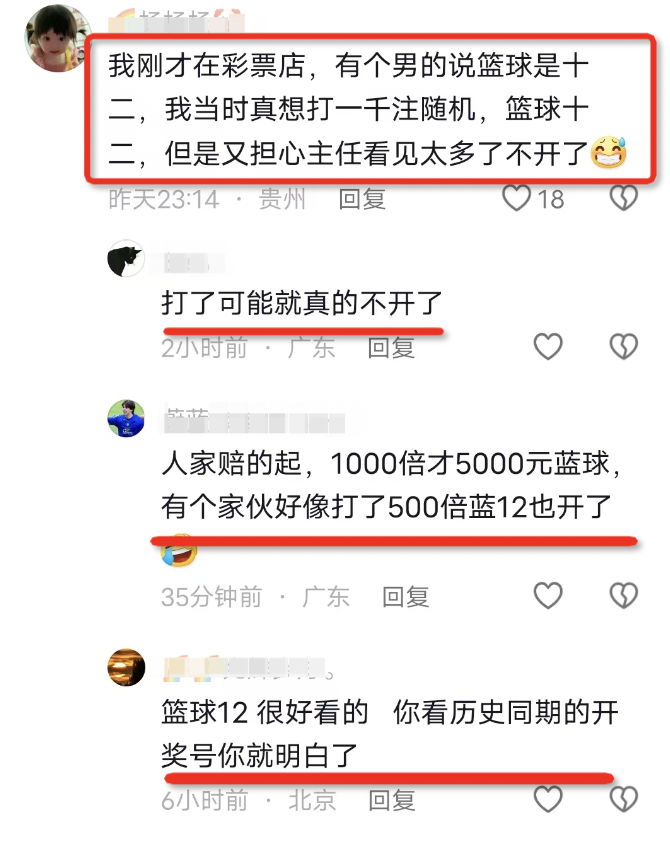 我刚才在彩票店，有个男的说篮球是十
二，我当时真想打一千注随机，篮球十
二，但是又担心主任看见太多了不开了😅
昨天23:14 · 贵州 回复 18
打了可能就真的不开了
2小时前 · 广东 回复
人家赔的起，1000倍才5000元蓝球，
有个家伙好像打了500倍蓝12也开了
🤣
35分钟前 · 广东 回复
篮球12 很好看的 你看历史同期的开
奖号你就明白了
6小时前 · 北京 回复